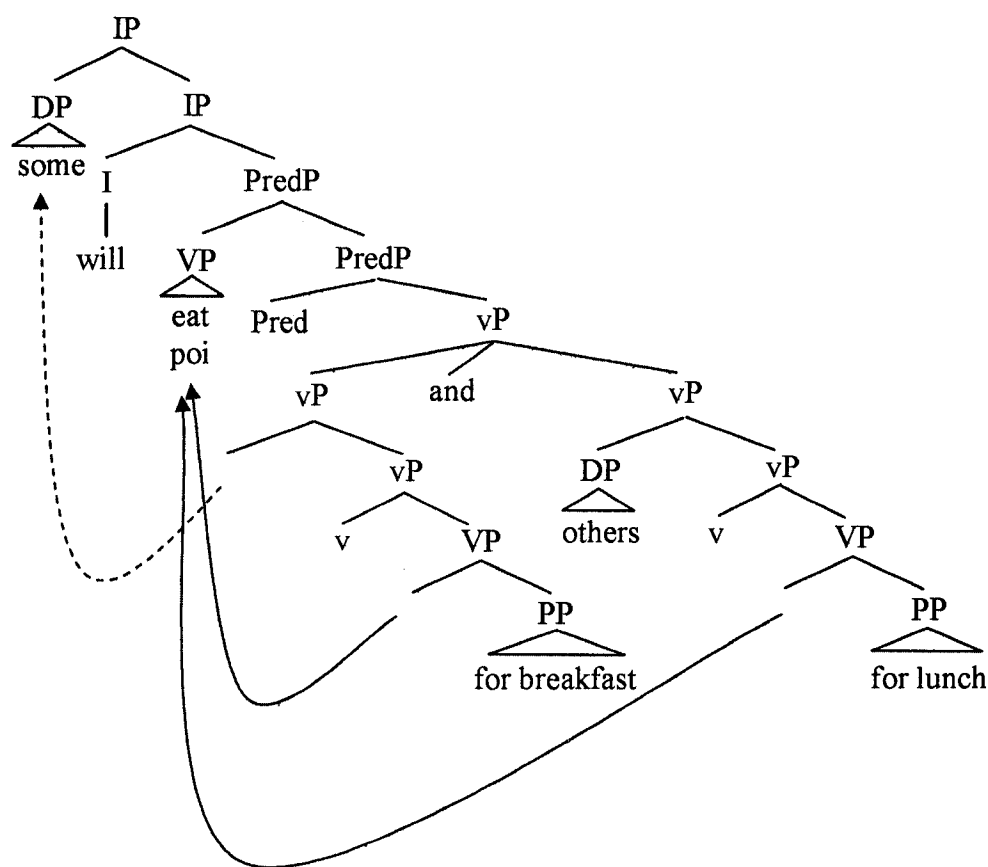 IP
DP IP
some I PredP
will VP PredP
eat Pred vP
poi
vP and vP
vP DP vP
v VP others v VP
PP PP
for breakfast for lunch